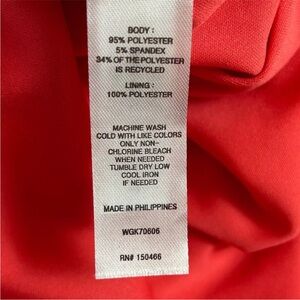 BODY :
95% POLYESTER
5% SPANDEX
34% OF THE POLYESTER
IS RECYCLED
LINING :
100% POLYESTER
MACHINE WASH
COLD WITH LIKE COLORS
ONLY NON-
CHLORINE BLEACH
WHEN NEEDED
TUMBLE DRY LOW
COOL IRON
IF NEEDED
MADE IN PHILIPPINES
WGK70606
RN# 150466